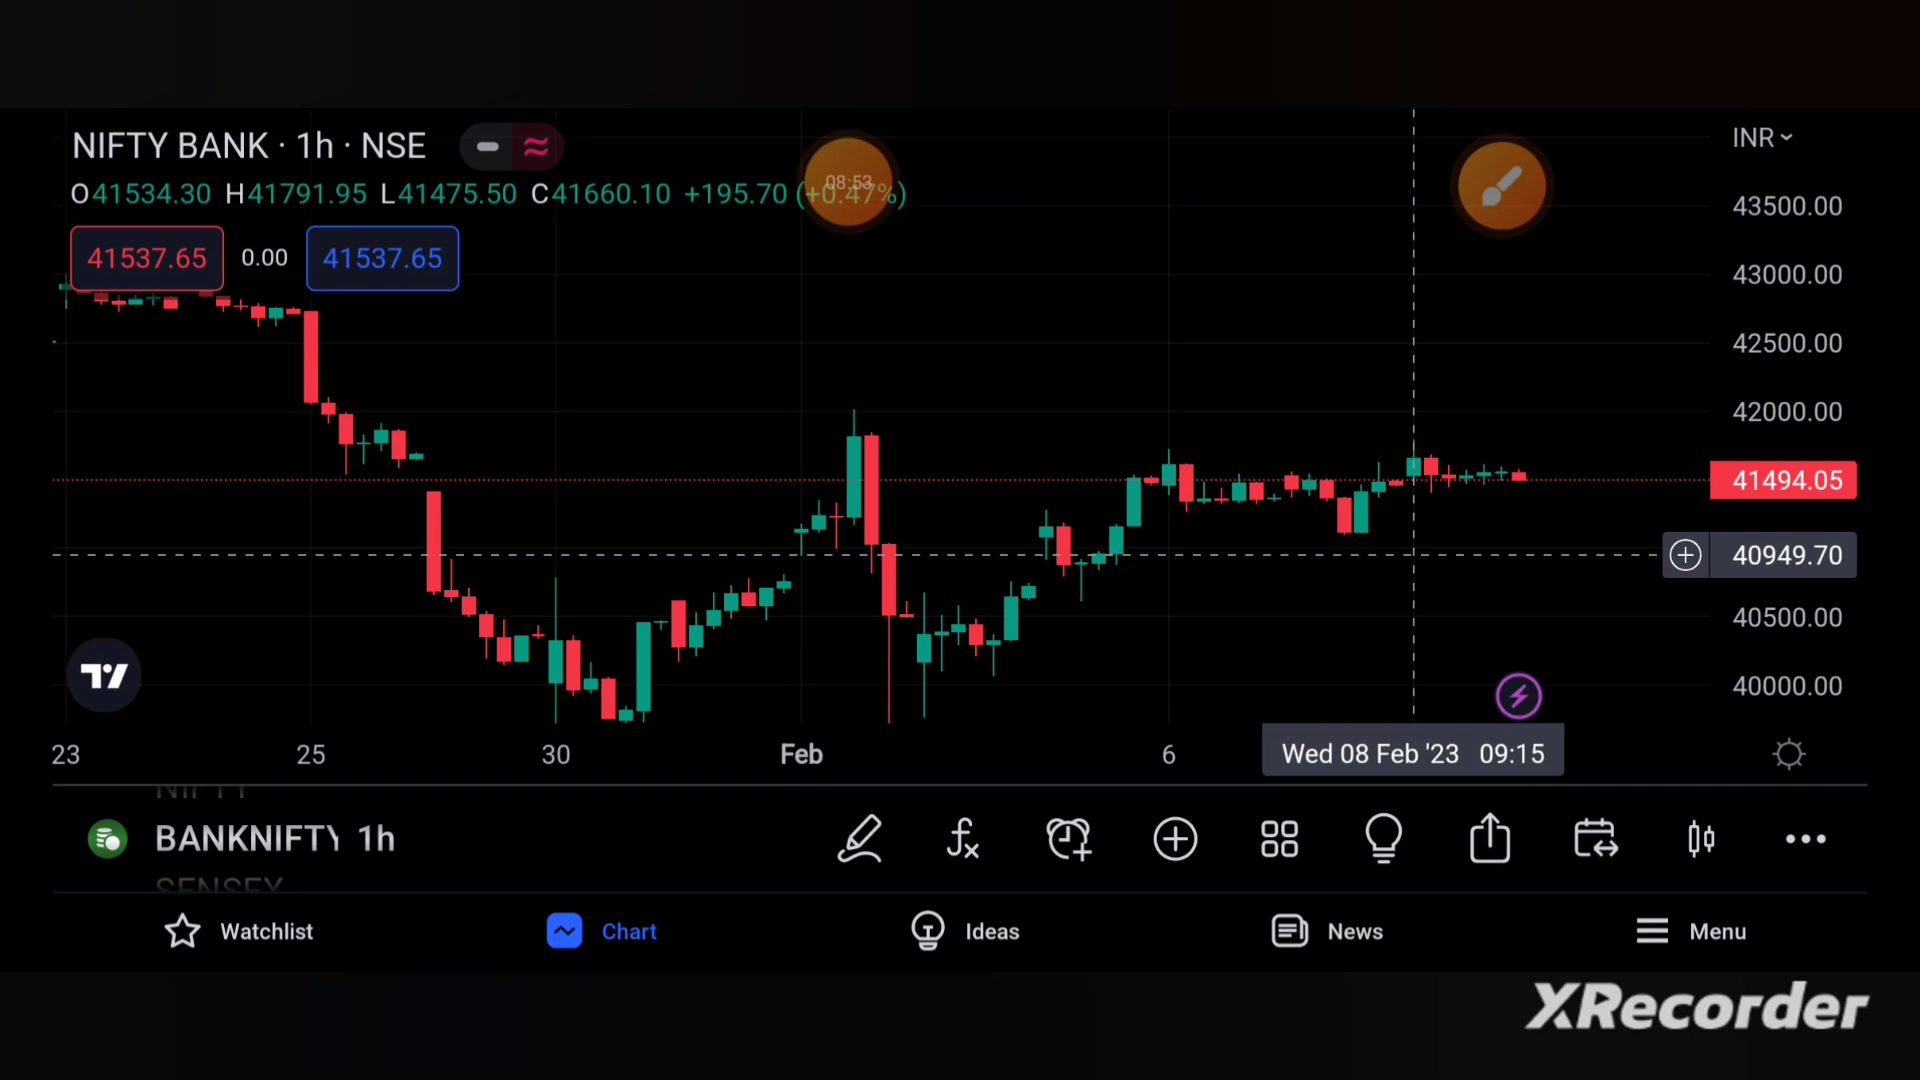 NIFTY BANK · 1h · NSE
INR
O41534.30 H41791.95 L41475.50 C41660.10 +195.70 (+0.47%)
08:53
41537.65 0.00 41537.65
43500.00
43000.00
42500.00
42000.00
41494.05
40949.70
40500.00
40000.00
23 25 30 Feb 6 Wed 08 Feb '23 09:15
NIFTY
BANKNIFTY 1h
SENSEX
Watchlist Chart Ideas News Menu
XRecorder